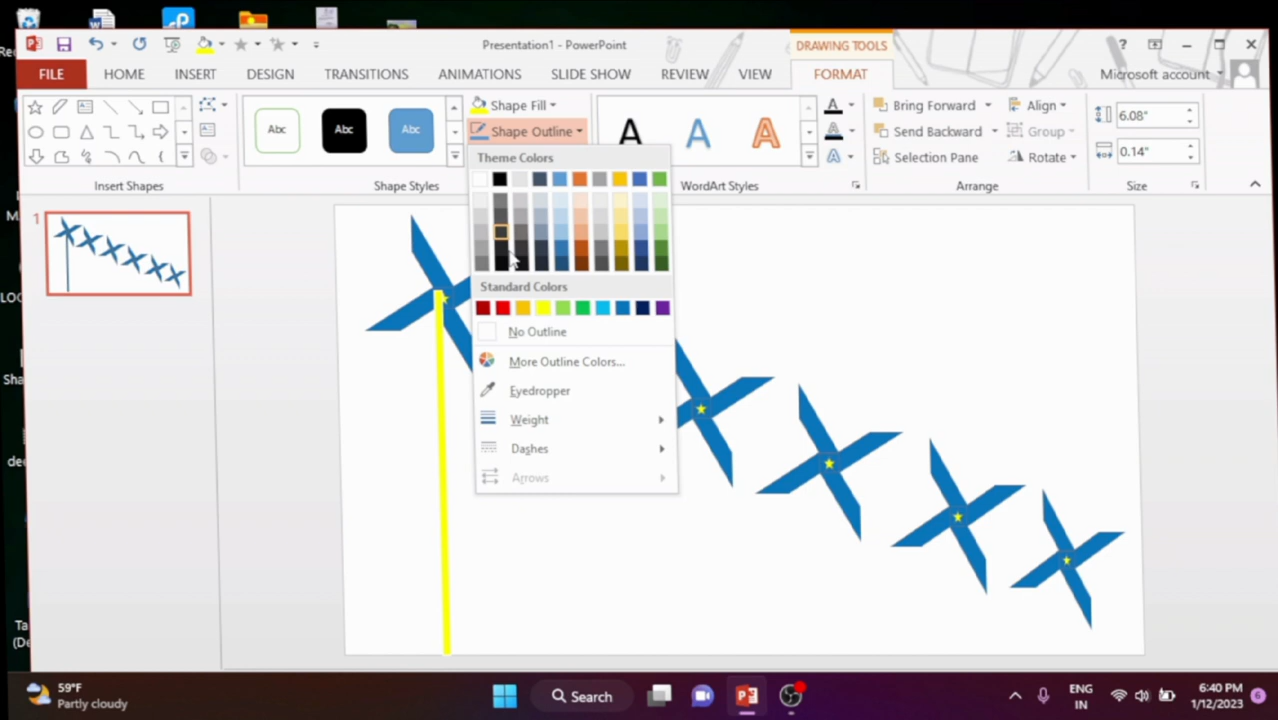 Presentation1 - PowerPoint
DRAWING TOOLS
?
FILE
HOME
INSERT
DESIGN
TRANSITIONS
ANIMATIONS
SLIDE SHOW
REVIEW
VIEW
FORMAT
Microsoft account
Abc
Abc
Abc
Shape Fill
Shape Outline
A
A
A
A
A
A
Bring Forward
Send Backward
Selection Pane
Align
Group
Rotate
6.08"
0.14"
Insert Shapes
Shape Styles
WordArt Styles
Arrange
Size
Theme Colors
Standard Colors
No Outline
More Outline Colors...
Eyedropper
Weight
Dashes
Arrows
1
59°F
Partly cloudy
Search
ENG
IN
6:40 PM
1/12/2023
6